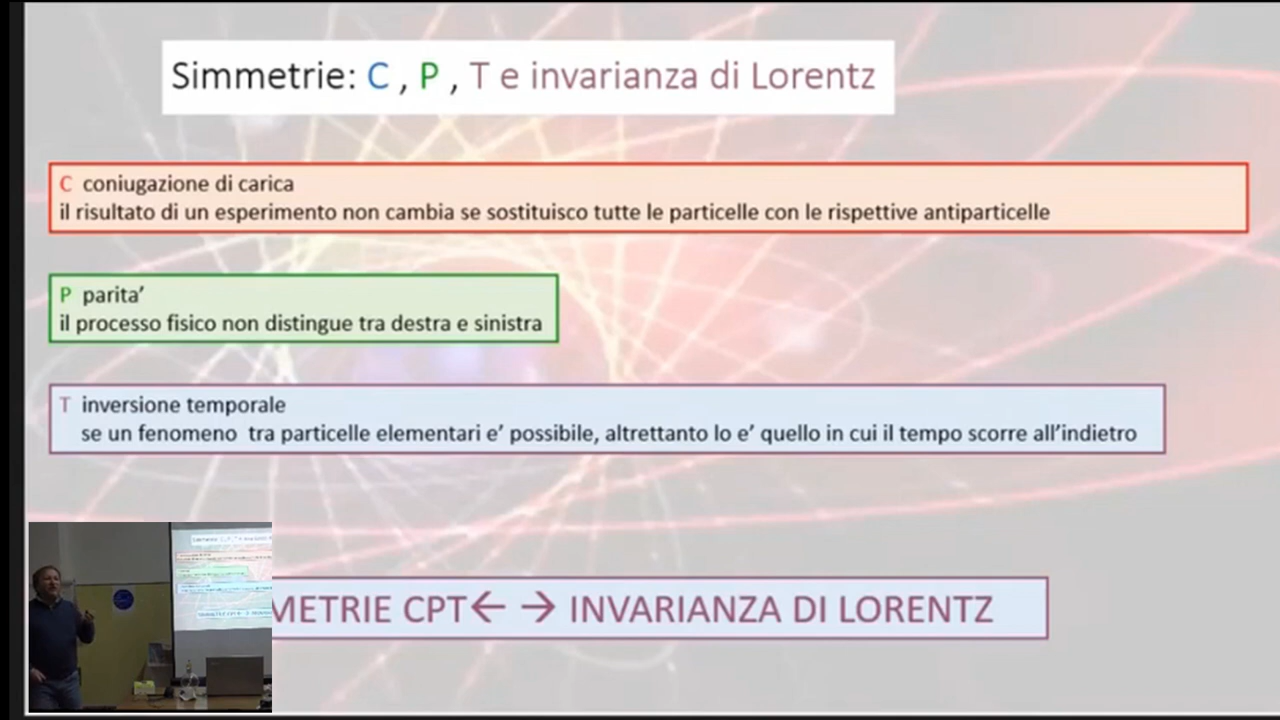 Simmetrie: C , P , T e invarianza di Lorentz
C coniugazione di carica
il risultato di un esperimento non cambia se sostituisco tutte le particelle con le rispettive antiparticelle
P parita’
il processo fisico non distingue tra destra e sinistra
T inversione temporale
se un fenomeno tra particelle elementari e’ possibile, altrettanto lo e’ quello in cui il tempo scorre all’indietro
METRIE CPT← → INVARIANZA DI LORENTZ